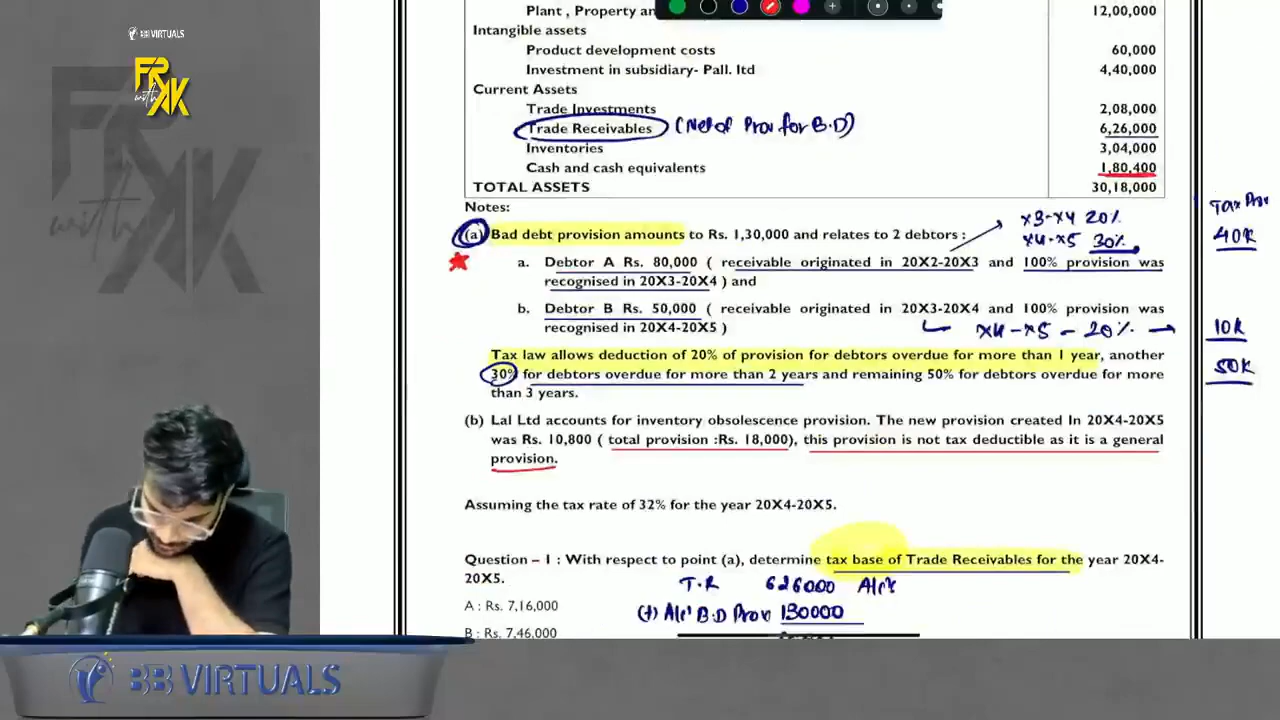 BB VIRTUALS
FR
with
AK
Plant , Property an
12,00,000
Intangible assets
Product development costs 60,000
Investment in subsidiary- Pall. ltd 4,40,000
Current Assets
Trade Investments 2,08,000
Trade Receivables (Net of Prov for B.D) 6,26,000
Inventories 3,04,000
Cash and cash equivalents 1,80,400
TOTAL ASSETS 30,18,000
Notes:
x3-x4 20%
Tax Prov
(a) Bad debt provision amounts to Rs. 1,30,000 and relates to 2 debtors :
x4-x5 30%
40K
a. Debtor A Rs. 80,000 ( receivable originated in 20X2-20X3 and 100% provision was
recognised in 20X3-20X4 ) and
b. Debtor B Rs. 50,000 ( receivable originated in 20X3-20X4 and 100% provision was
recognised in 20X4-20X5 )
x4-x5 - 20% 10K
Tax law allows deduction of 20% of provision for debtors overdue for more than 1 year, another
50K
30% for debtors overdue for more than 2 years and remaining 50% for debtors overdue for more
than 3 years.
(b) Lal Ltd accounts for inventory obsolescence provision. The new provision created In 20X4-20X5
was Rs. 10,800 ( total provision :Rs. 18,000), this provision is not tax deductible as it is a general
provision.
Assuming the tax rate of 32% for the year 20X4-20X5.
Question – 1 : With respect to point (a), determine tax base of Trade Receivables for the year 20X4-
20X5.
T.R 626000 A/c's
A : Rs. 7,16,000
(+) A/c' B.D Prov 130000
B : Rs. 7,46,000
BB VIRTUALS